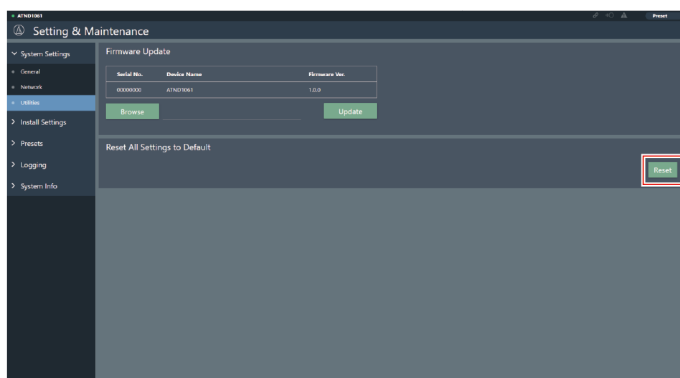 ATND1061
Preset
Setting & Maintenance
System Settings
General
Network
Utilities
Install Settings
Presets
Logging
System Info
Firmware Update
Serial No. Device Name Firmware Ver.
00000000 ATND1061 1.0.0
Browse Update
Reset All Settings to Default
Reset